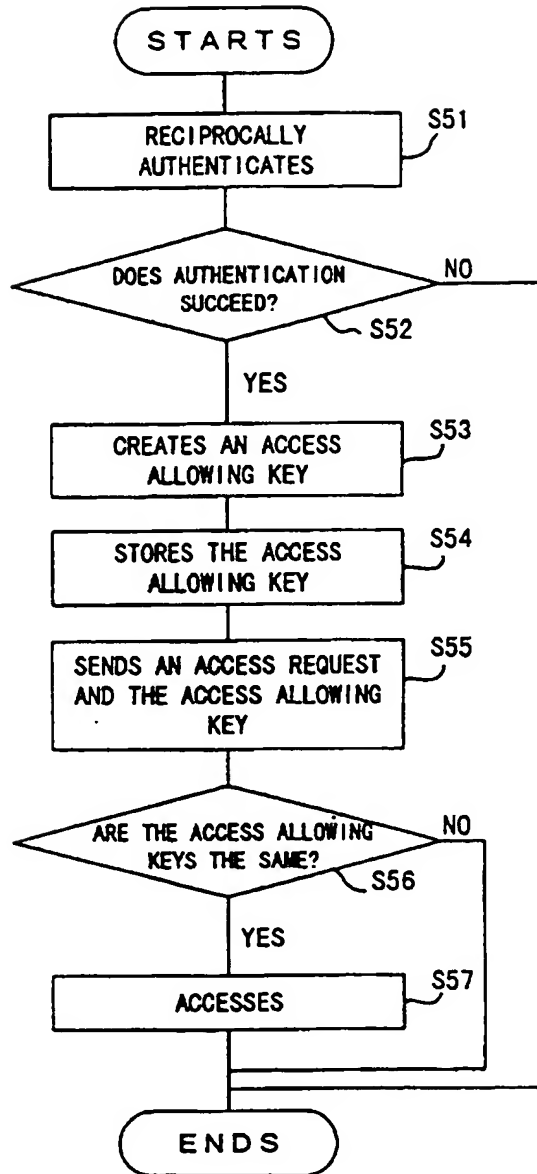 STARTS
S51
RECIPROCALLY
AUTHENTICATES
DOES AUTHENTICATION
SUCCEED?
NO
S52
YES
S53
CREATES AN ACCESS
ALLOWING KEY
S54
STORES THE ACCESS
ALLOWING KEY
S55
SENDS AN ACCESS REQUEST
AND THE ACCESS ALLOWING
KEY
ARE THE ACCESS ALLOWING
KEYS THE SAME?
NO
S56
YES
S57
ACCESSES
ENDS